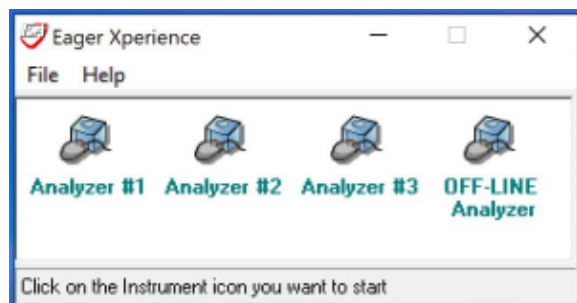 Eager Xperience
File Help
Analyzer #1 Analyzer #2 Analyzer #3 OFF-LINE Analyzer
Click on the Instrument icon you want to start